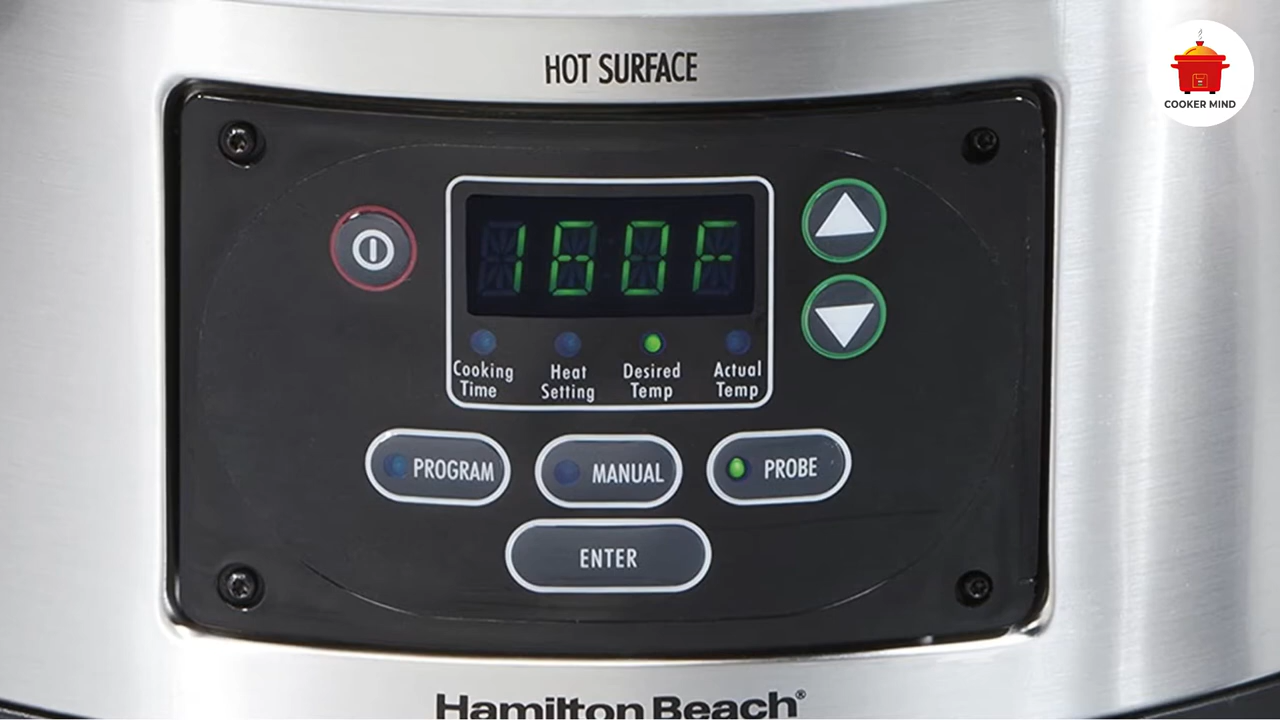 HOT SURFACE
COOKER MIND
160F
Cooking Time
Heat Setting
Desired Temp
Actual Temp
PROGRAM
MANUAL
PROBE
ENTER
Hamilton Beach®